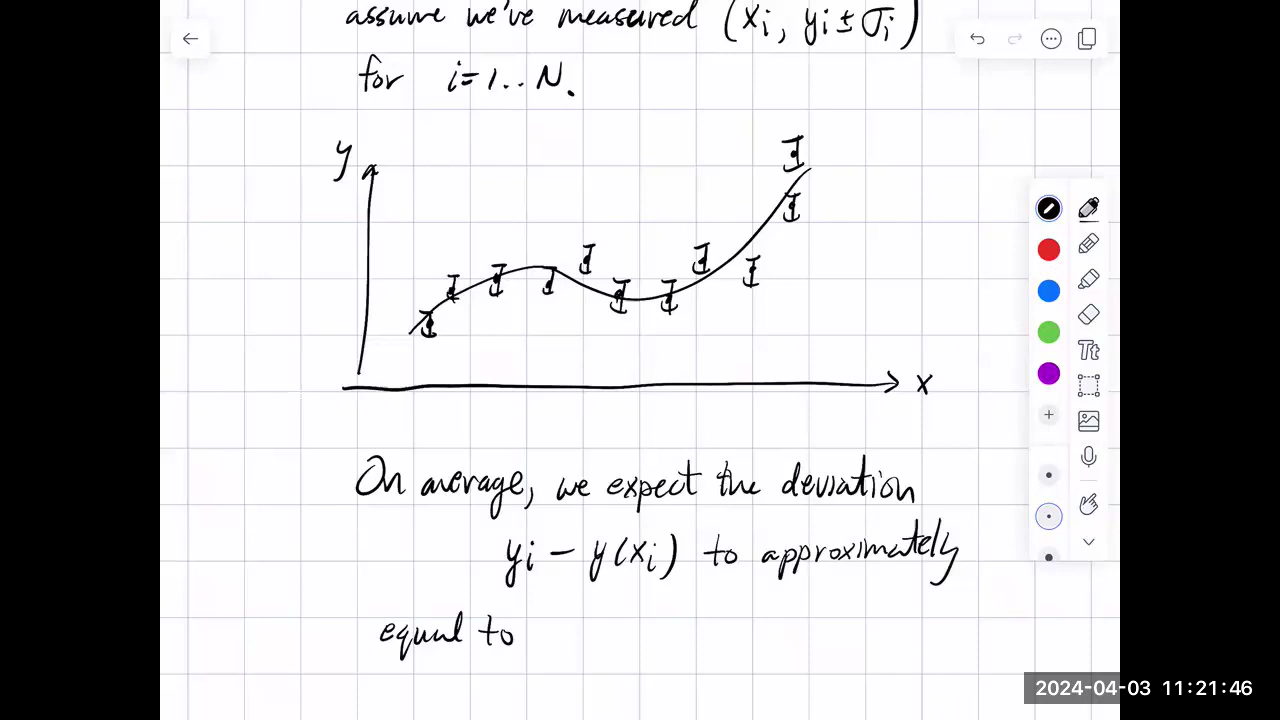 assume we've measured (xi, yi ± σi)
for i=1..N.
y
x
On average, we expect the deviation
yi − y(xi) to approximately
equal to
Tt
2024-04-03 11:21:46